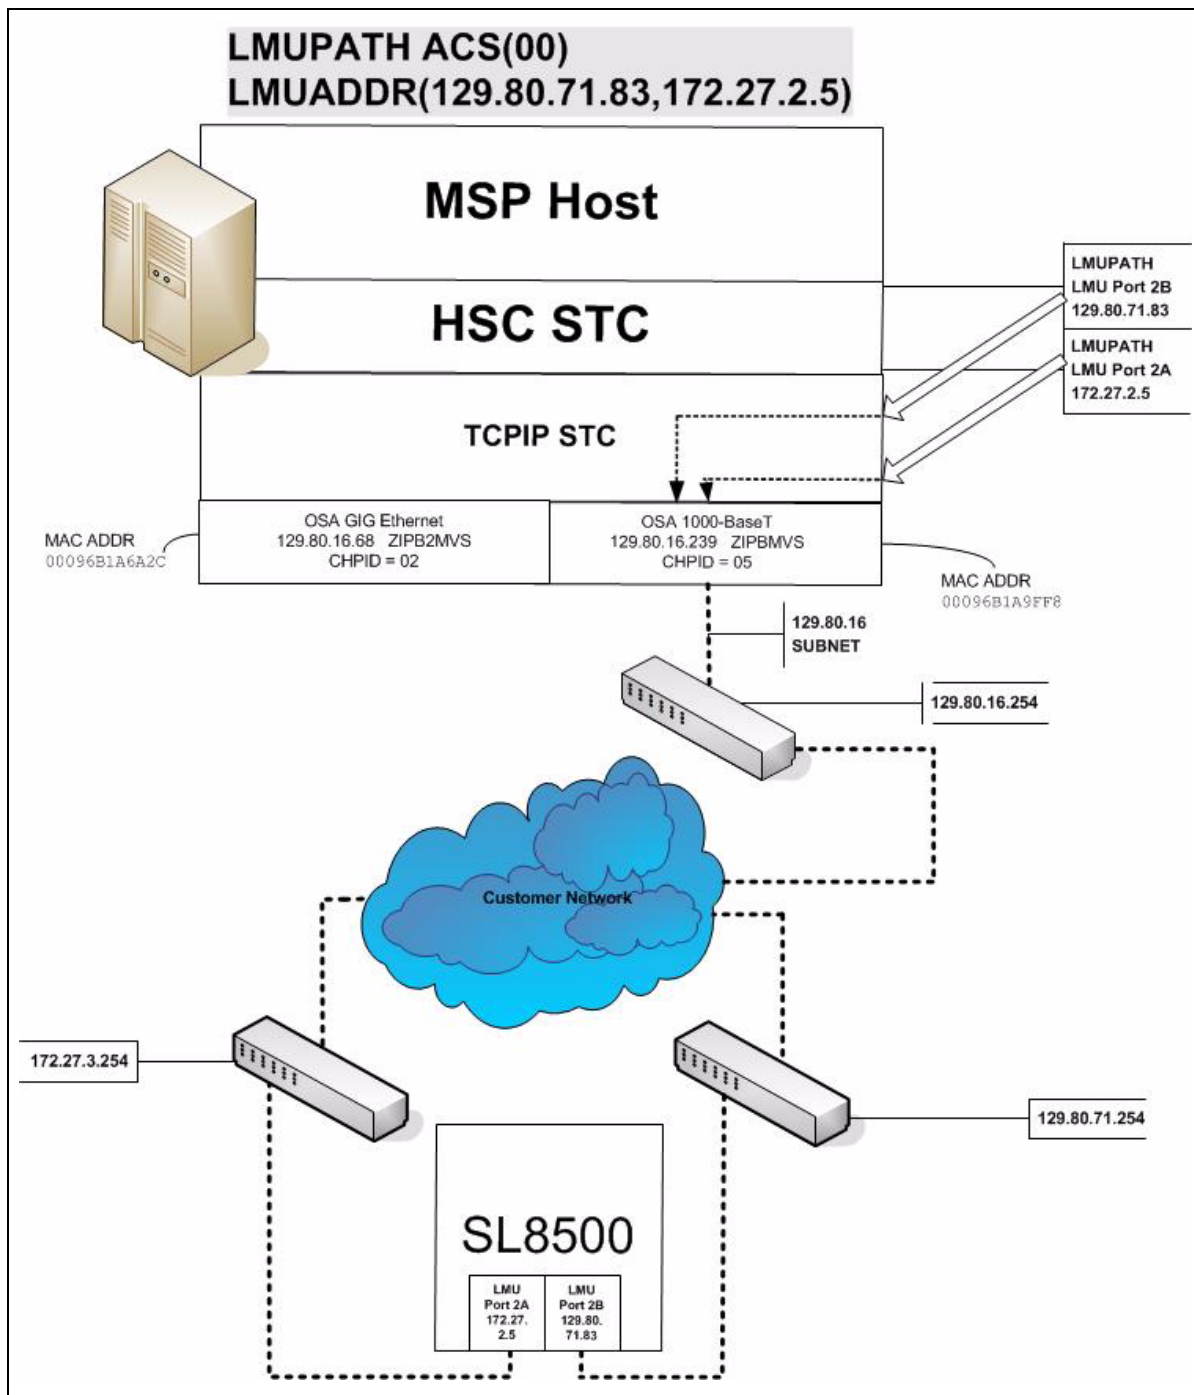 LMUPATH ACS(00)
LMUADDR(129.80.71.83,172.27.2.5)
MSP Host
HSC STC
TCPIP STC
LMUPATH
LMU Port 2B
129.80.71.83
LMUPATH
LMU Port 2A
172.27.2.5
OSA GIG Ethernet
129.80.16.68 ZIPB2MVS
CHPID = 02
OSA 1000-BaseT
129.80.16.239 ZIPBMVS
CHPID = 05
MAC ADDR
00096B1A6A2C
MAC ADDR
00096B1A9FF8
129.80.16
SUBNET
129.80.16.254
Customer Network
172.27.3.254
129.80.71.254
SL8500
LMU
Port 2A
172.27.
2.5
LMU
Port 2B
129.80.
71.83